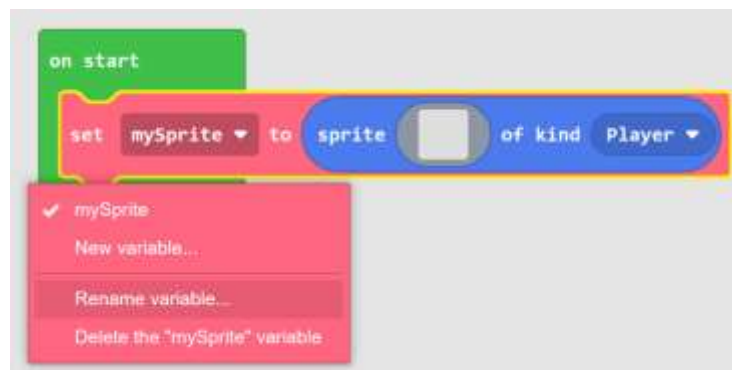 on start
set mySprite to sprite of kind Player
mySprite
New variable...
Rename variable...
Delete the "mySprite" variable